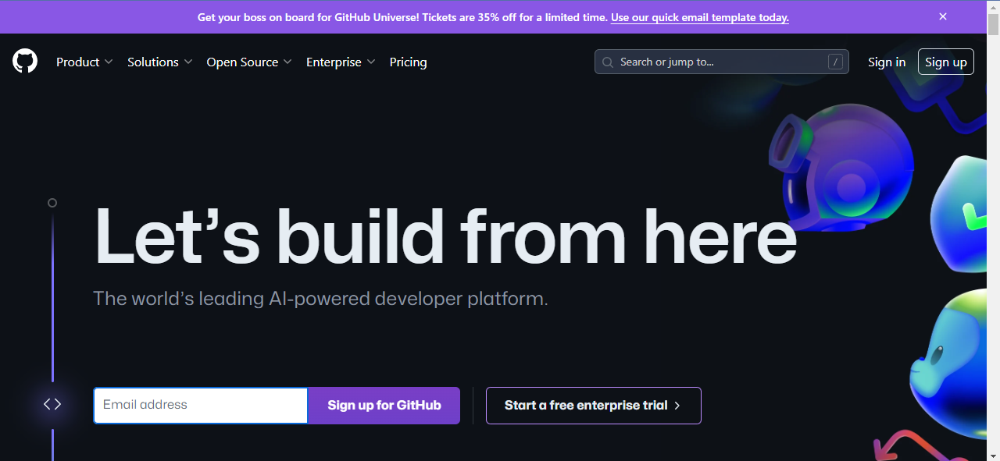 Get your boss on board for GitHub Universe! Tickets are 35% off for a limited time. Use our quick email template today.
Product Solutions Open Source Enterprise Pricing Search or jump to... / Sign in Sign up
Let’s build from here
The world’s leading AI-powered developer platform.
Email address Sign up for GitHub Start a free enterprise trial